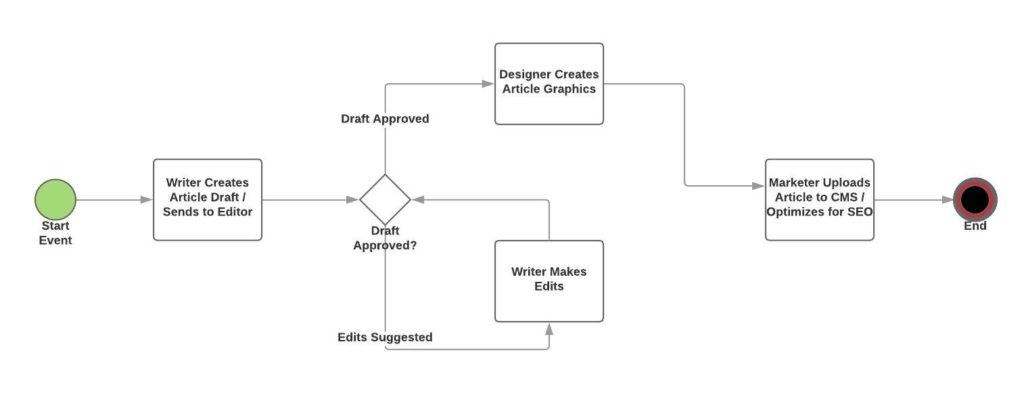 Start
Event
Writer Creates
Article Draft /
Sends to Editor
Draft
Approved?
Draft Approved
Designer Creates
Article Graphics
Edits Suggested
Writer Makes
Edits
Marketer Uploads
Article to CMS /
Optimizes for SEO
End